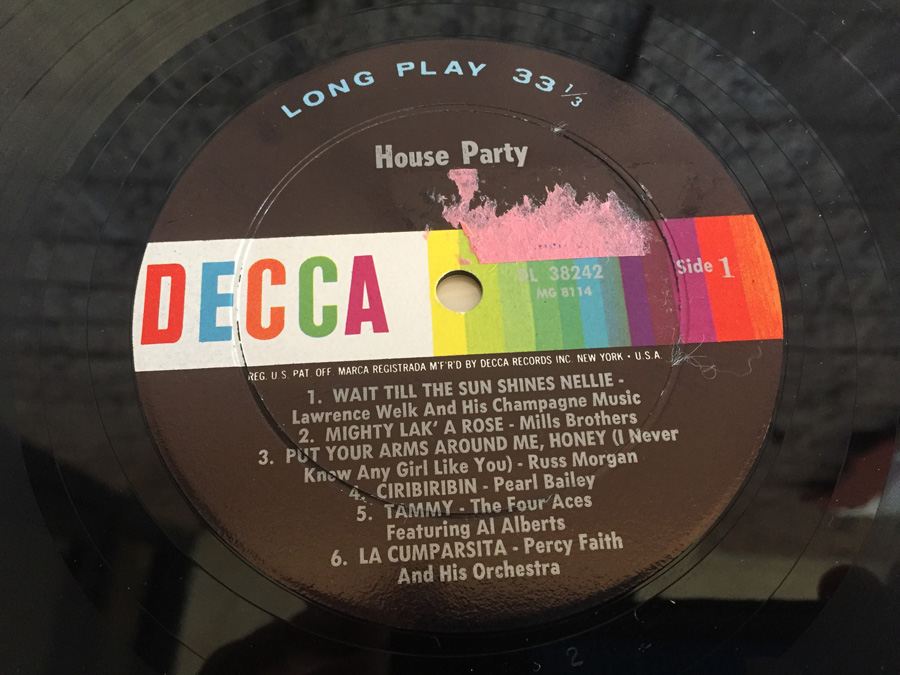 LONG PLAY 33 1/3
House Party
DECCA
DL 38242
MG 8114
Side 1
REG. U.S. PAT. OFF. MARCA REGISTRADA M'F'R'D BY DECCA RECORDS INC. NEW YORK • U.S.A.
1. WAIT TILL THE SUN SHINES NELLIE -
Lawrence Welk And His Champagne Music
2. MIGHTY LAK' A ROSE - Mills Brothers
3. PUT YOUR ARMS AROUND ME, HONEY (I Never
Knew Any Girl Like You) - Russ Morgan
4. CIRIBIRIBIN - Pearl Bailey
5. TAMMY - The Four Aces
Featuring Al Alberts
6. LA CUMPARSITA - Percy Faith
And His Orchestra
2